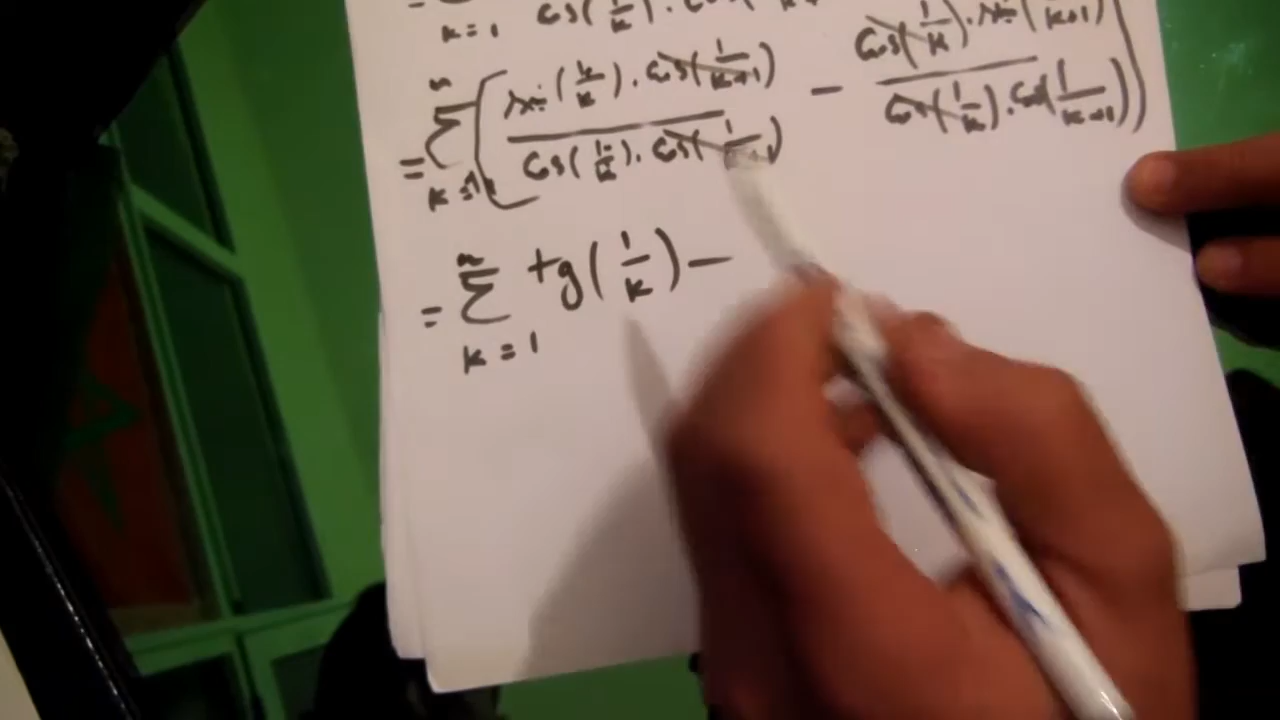 k=1 cos(1/k).
= n Σ k=1 ( sin(1/k).cos(1/k+1) / cos(1/k).cos( - cos(1/k).sin(1/k+1) / cos(1/k).cos(1/k+1) )
= n Σ k=1 tg(1/k) -